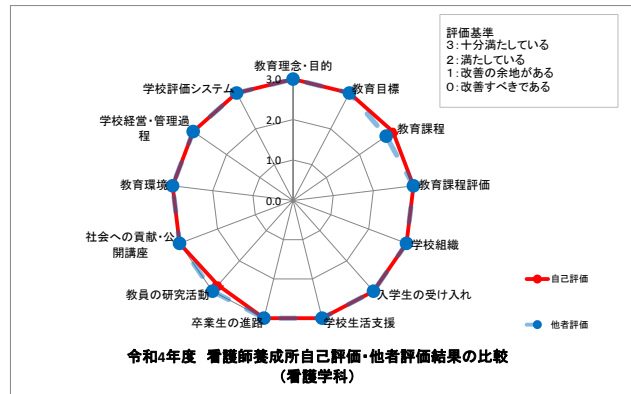 評価基準
3：十分満たしている
2：満たしている
1：改善の余地がある
0：改善すべきである
教育理念・目的
教育目標
教育課程
教育課程評価
学校組織
入学生の受け入れ
学校生活支援
卒業生の進路
教員の研究活動
社会への貢献・公
開講座
教育環境
学校経営・管理過
程
学校評価システム
3.0
2.0
1.0
0.0
自己評価
他者評価
令和4年度 看護師養成所自己評価・他者評価結果の比較
（看護学科）